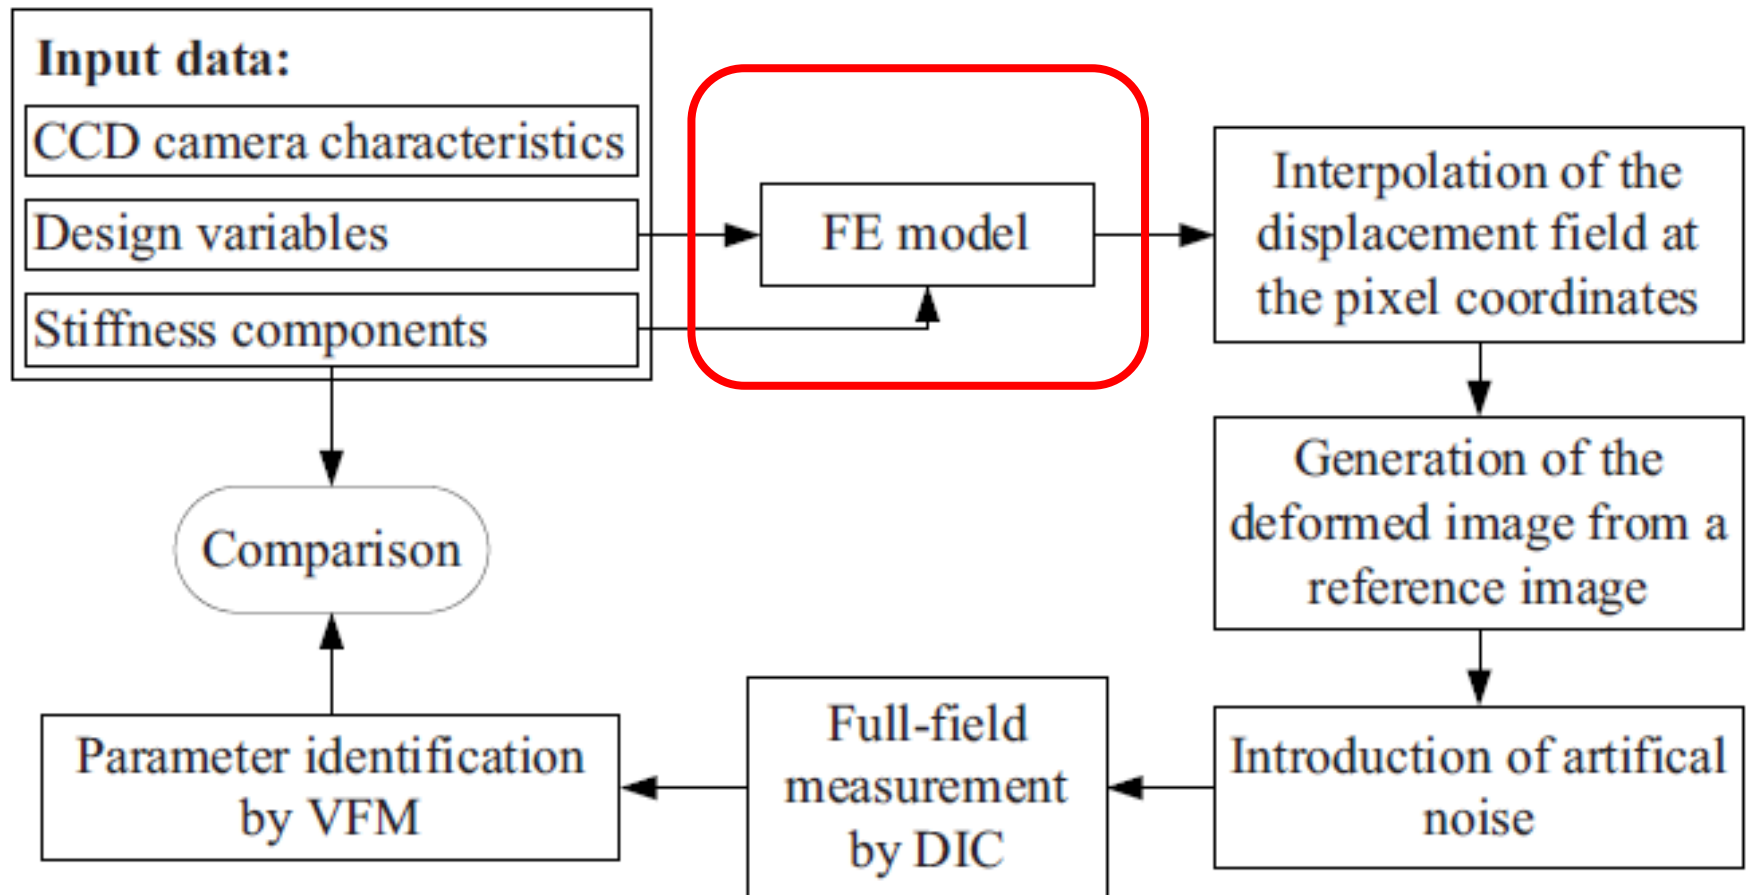 Input data:
CCD camera characteristics
Design variables
Stiffness components
FE model
Interpolation of the
displacement field at
the pixel coordinates
Generation of the
deformed image from a
reference image
Introduction of artifical
noise
Full-field
measurement
by DIC
Parameter identification
by VFM
Comparison